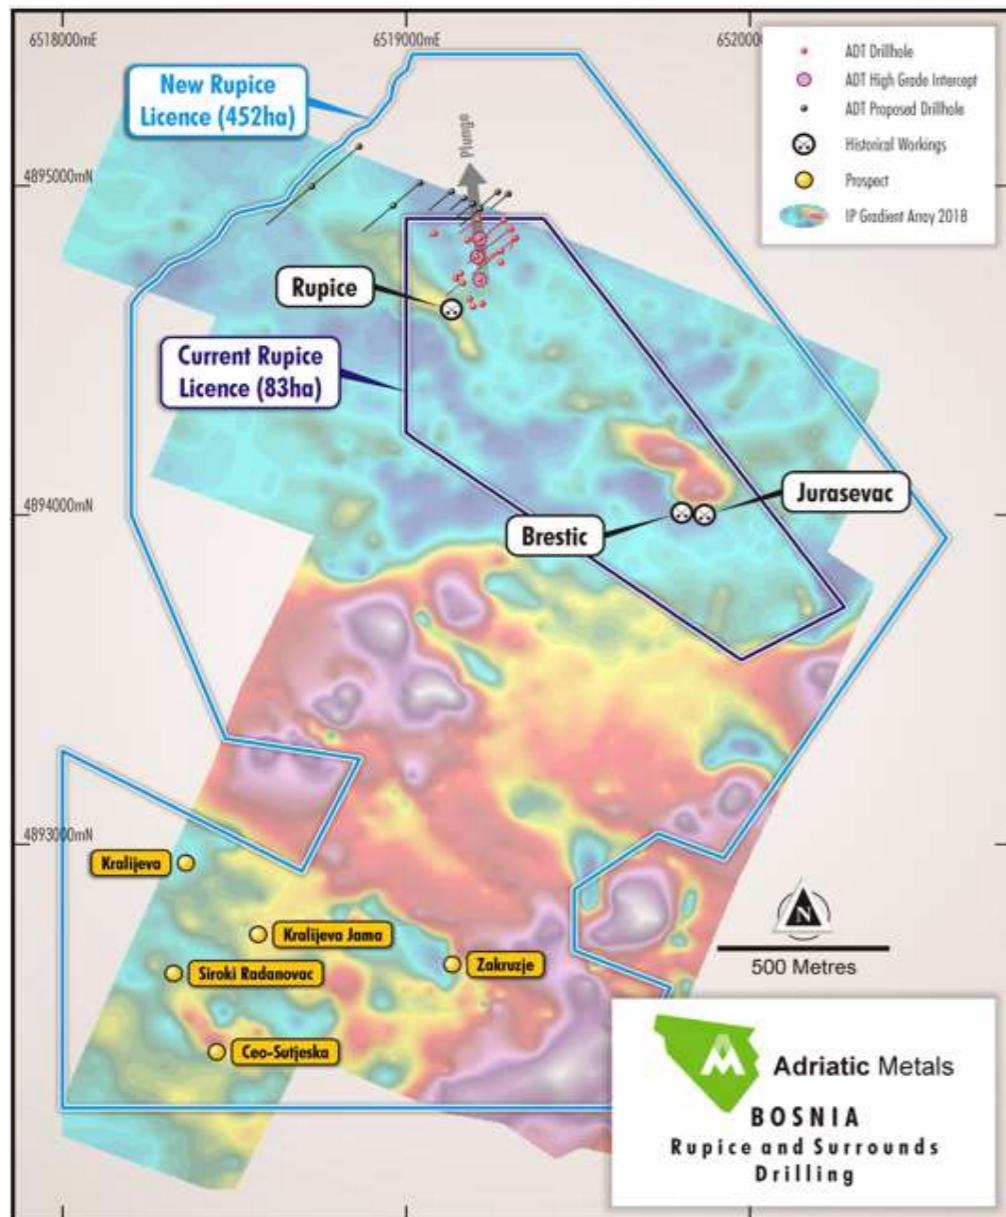 6518000mE
6519000mE
6520000mE
ADT Drillhole
ADT High Grade Intercept
ADT Proposed Drillhole
Historical Workings
Prospect
IP Gradient Array 2018
New Rupice
Licence (452ha)
Plunge
4895000mN
Rupice
Current Rupice
Licence (83ha)
Jurasevac
4894000mN
Brestic
4893000mN
Kralijeva
Kralijeva Jama
Zakruzje
Siroki Radanovac
Ceo-Sutjeska
N
500 Metres
Adriatic Metals
BOSNIA
Rupice and Surrounds
Drilling